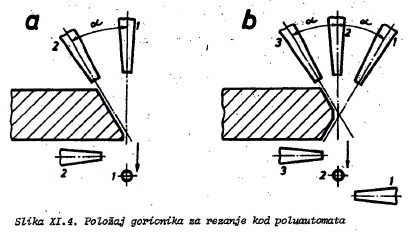 a
b
2
α
1
3
α
2
α
1
2
1
3
2
1
Slika XI.4. Položaj gorionika za rezanje kod poluautomata